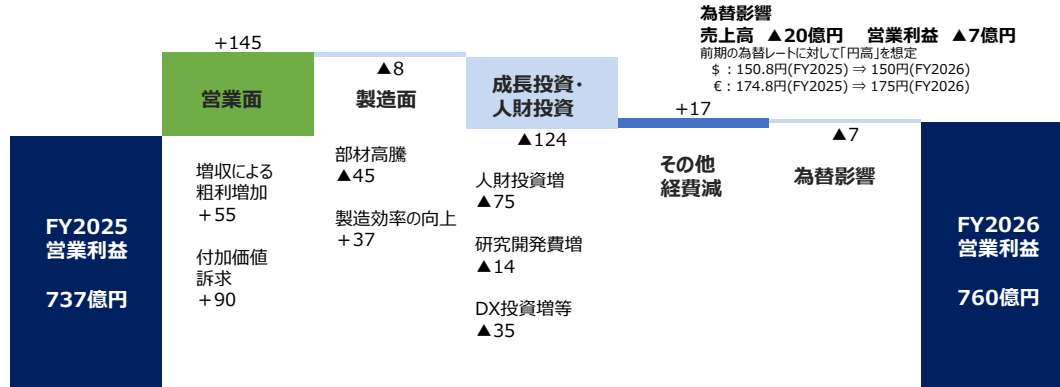 為替影響
売上高 ▲20億円 営業利益 ▲7億円
前期の為替レートに対して「円高」を想定
$：150.8円(FY2025) ⇒ 150円(FY2026)
€：174.8円(FY2025) ⇒ 175円(FY2026)
FY2025
営業利益
737億円
+145
営業面
増収による
粗利増加
+55
付加価値
訴求
+90
▲8
製造面
部材高騰
▲45
製造効率の向上
+37
成長投資・
人財投資
▲124
人財投資増
▲75
研究開発費増
▲14
DX投資増等
▲35
+17
その他
経費減
▲7
為替影響
FY2026
営業利益
760億円